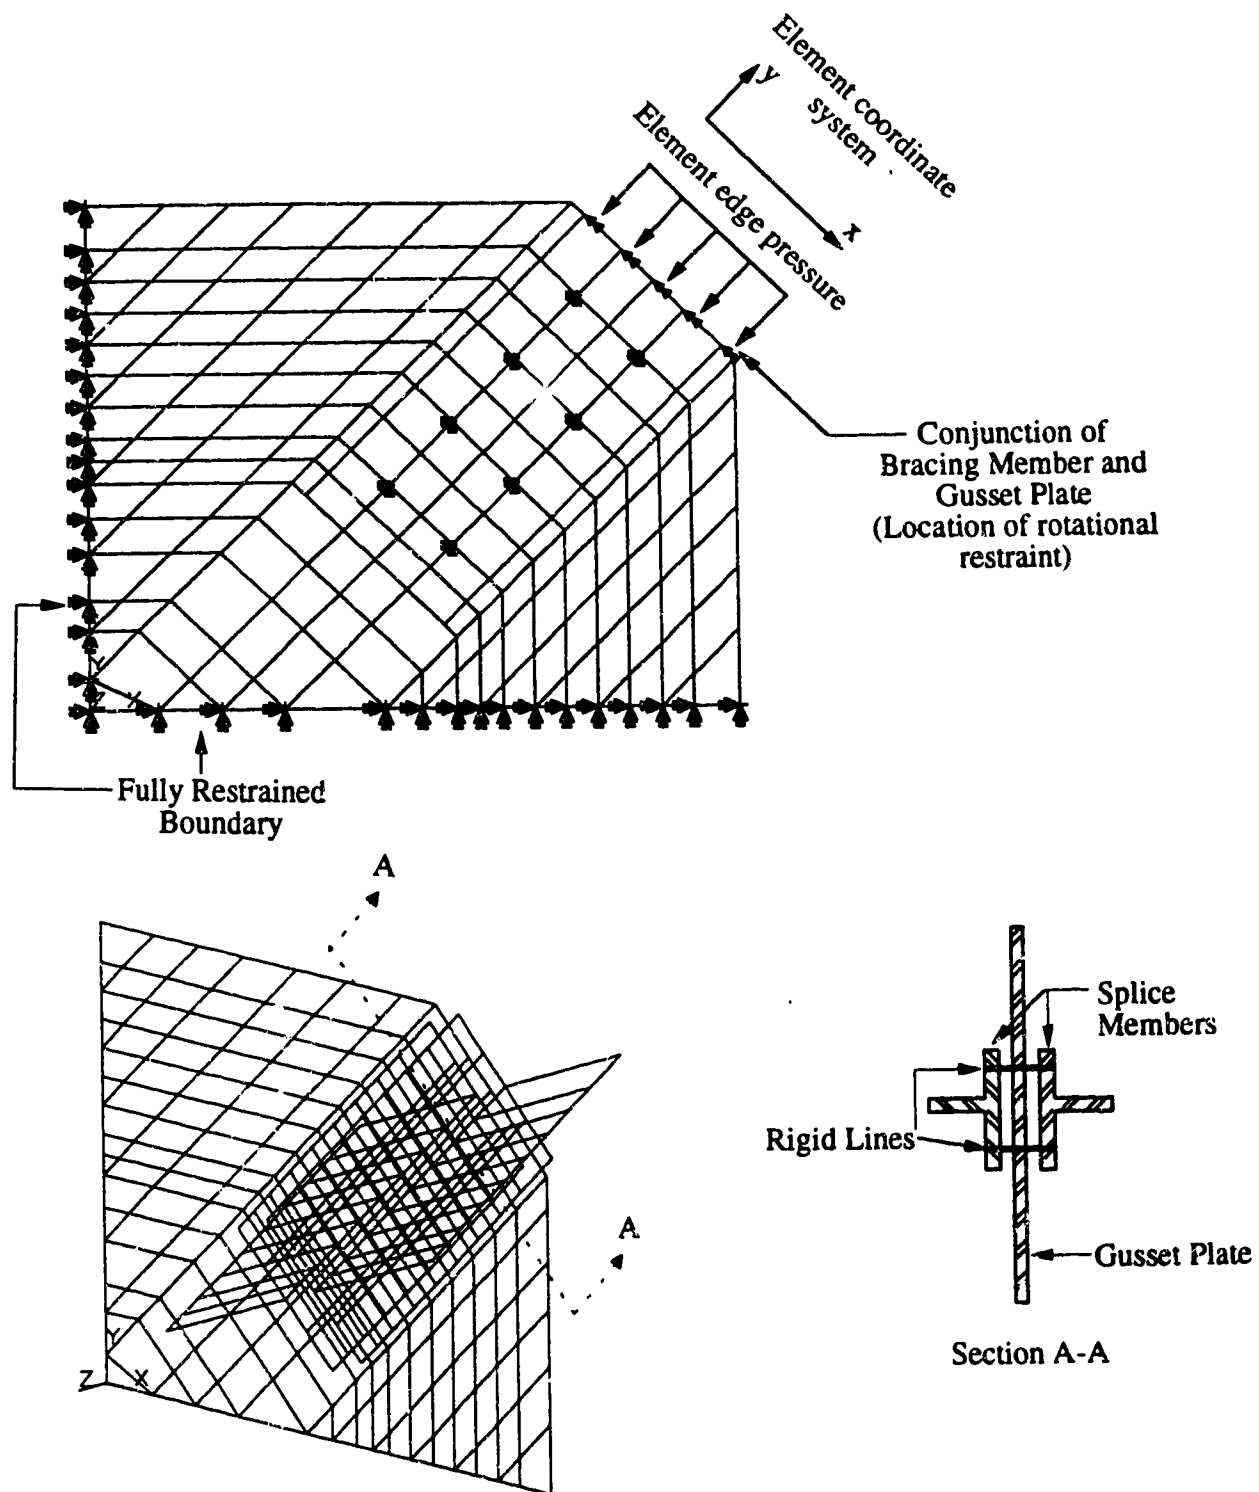 Element coordinate
system
y
x
Element edge pressure
Conjunction of
Bracing Member and
Gusset Plate
(Location of rotational
restraint)
Y
X
Fully Restrained
Boundary
A
A
Splice
Members
Rigid Lines
Gusset Plate
Section A-A
Y
Z
X